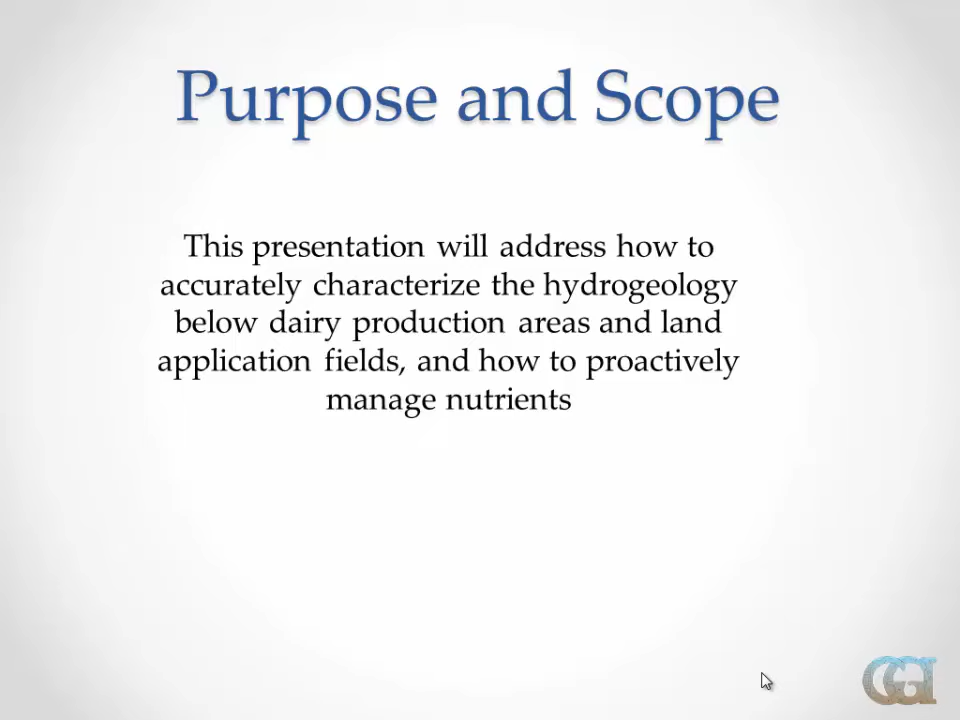 Purpose and Scope
This presentation will address how to
accurately characterize the hydrogeology
below dairy production areas and land
application fields, and how to proactively
manage nutrients
CGI